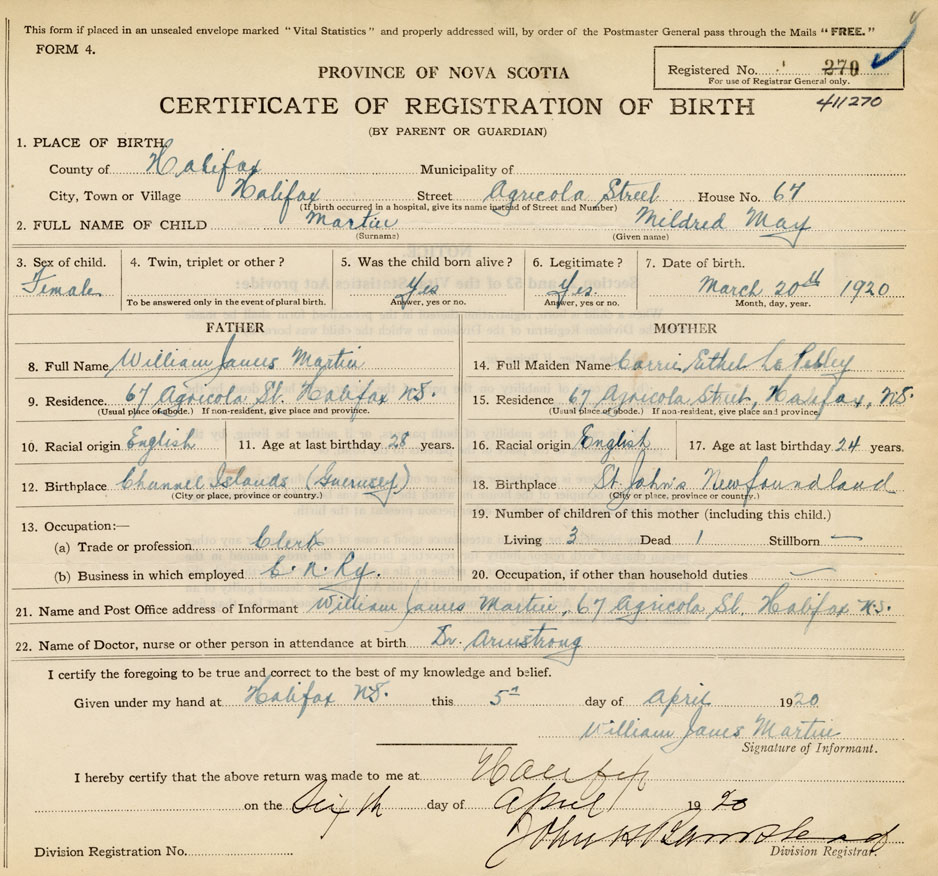 This form if placed in an unsealed envelope marked "Vital Statistics" and properly addressed will, by order of the Postmaster General pass through the Mails "FREE."
FORM 4.
PROVINCE OF NOVA SCOTIA
Registered No. 270
For use of Registrar General only.
CERTIFICATE OF REGISTRATION OF BIRTH
411270
(BY PARENT OR GUARDIAN)
1. PLACE OF BIRTH
County of Halifax Municipality of
City, Town or Village Halifax Street Agricola Street House No. 67
(If birth occurred in a hospital, give its name instead of Street and Number)
2. FULL NAME OF CHILD Martin Mildred May
(Surname) (Given name)
3. Sex of child. 4. Twin, triplet or other? 5. Was the child born alive? 6. Legitimate? 7. Date of birth.
Female Yes Yes March 20th 1920
To be answered only in the event of plural birth. Answer, yes or no. Answer, yes or no. Month, day, year.
FATHER MOTHER
8. Full Name William James Martin 14. Full Maiden Name Carrie Ethel Le
9. Residence. 67 Agricola St. Halifax N.S. 15. Residence 67 Agricola Street, Halifax, N.S.
(Usual place of abode.) If non-resident, give place and province. (Usual place of abode.) If non-resident, give place and province.
10. Racial origin English 11. Age at last birthday 28 years. 16. Racial origin English 17. Age at last birthday 24 years.
12. Birthplace Channel Islands (Guernsey) 18. Birthplace St. John's Newfoundland
(City or place, province or country.) (City or place, province or country.)
13. Occupation:— 19. Number of children of this mother (including this child.)
(a) Trade or profession Clerk Living 3 Dead 1 Stillborn —
(b) Business in which employed C. N. Ry. 20. Occupation, if other than household duties —
21. Name and Post Office address of Informant William James Martin, 67 Agricola St. Halifax N.S.
22. Name of Doctor, nurse or other person in attendance at birth Dr. Armstrong
I certify the foregoing to be true and correct to the best of my knowledge and belief.
Given under my hand at Halifax N.S. this 5th day of April 1920
William James Martin
Signature of Informant.
I hereby certify that the above return was made to me at Halifax
on the Sixth day of April 1920
John H Barnstead
Division Registration No. Division Registrar.